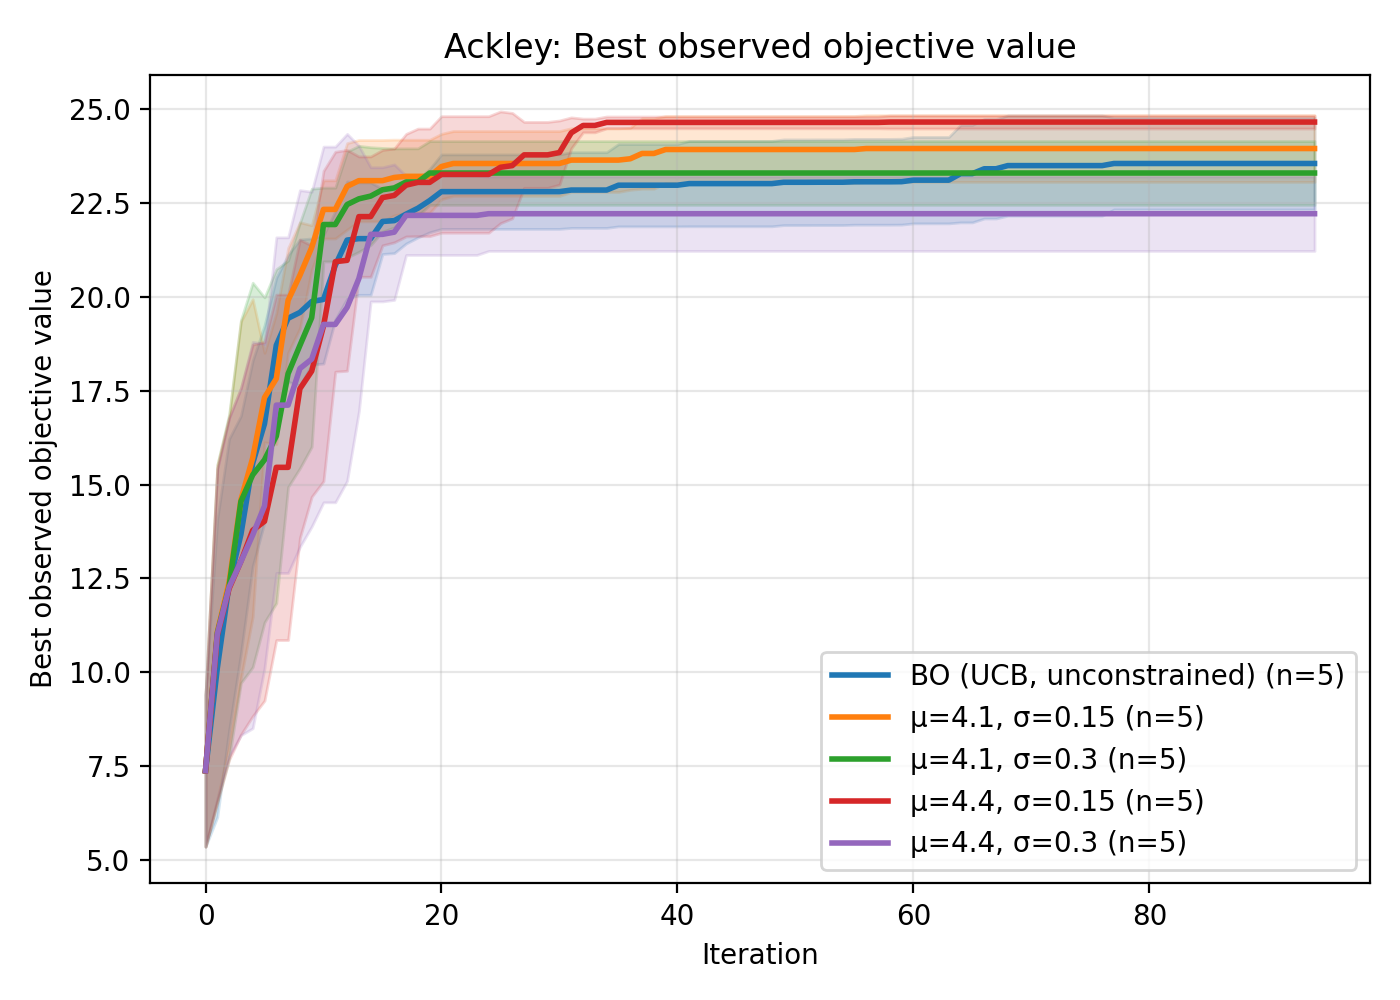 Ackley: Best observed objective value
Best observed objective value
25.0
22.5
20.0
17.5
15.0
12.5
10.0
7.5
5.0
0
20
40
60
80
Iteration
BO (UCB, unconstrained) (n=5)
μ=4.1, σ=0.15 (n=5)
μ=4.1, σ=0.3 (n=5)
μ=4.4, σ=0.15 (n=5)
μ=4.4, σ=0.3 (n=5)